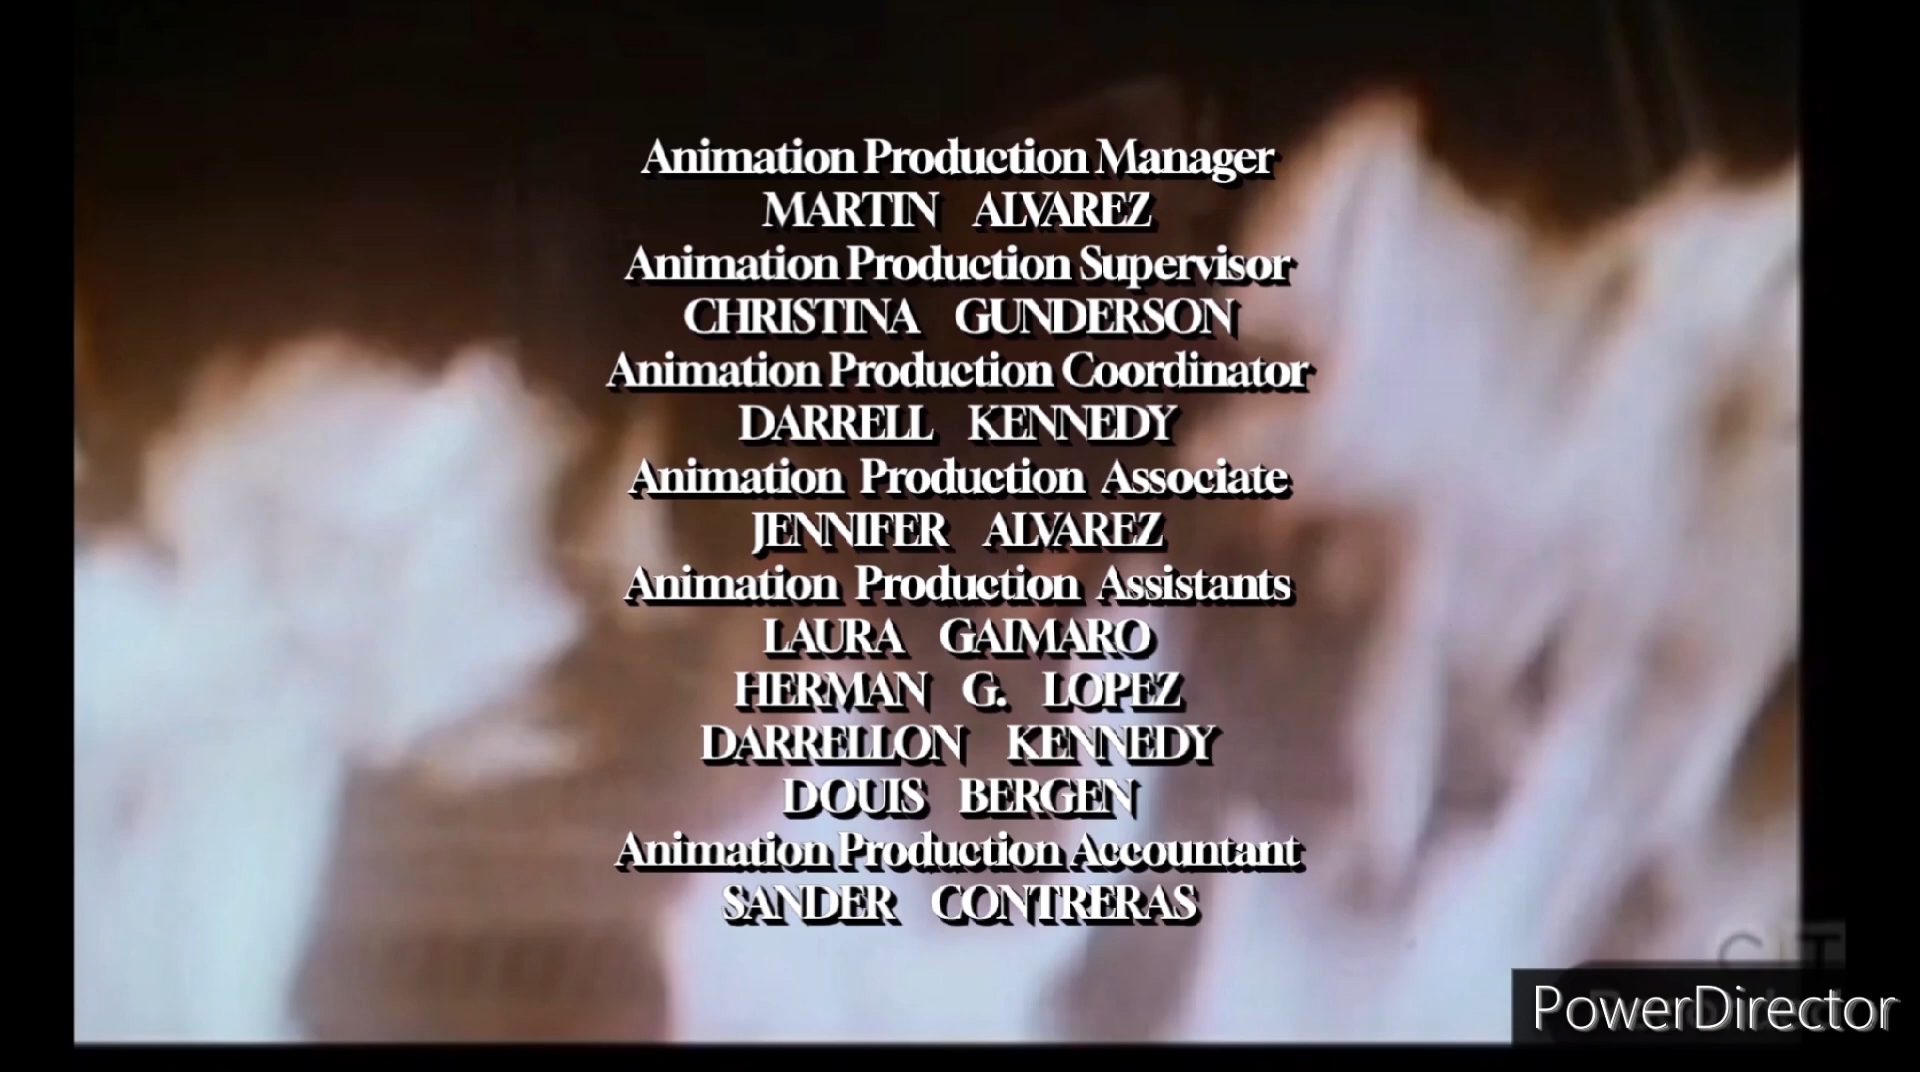 Animation Production Manager
MARTIN ALVAREZ
Animation Production Supervisor
CHRISTINA GUNDERSON
Animation Production Coordinator
DARRELL KENNEDY
Animation Production Associate
JENNIFER ALVAREZ
Animation Production Assistants
LAURA GAIMARO
HERMAN G. LOPEZ
DARRELLON KENNEDY
DOUIS BERGEN
Animation Production Accountant
SANDER CONTRERAS
PowerDirector